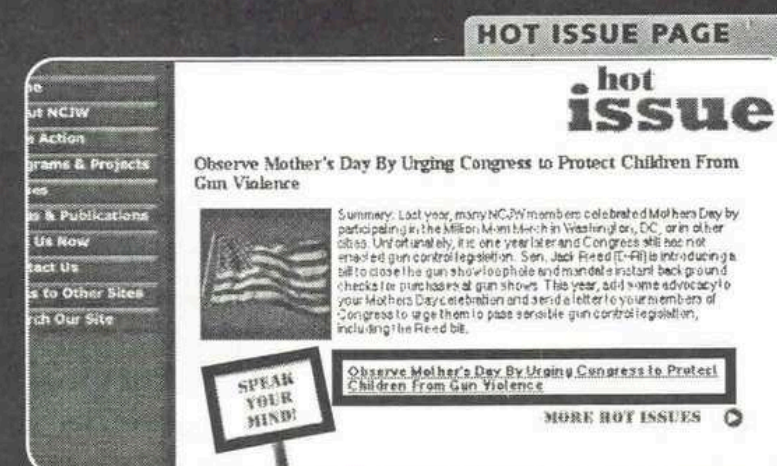 HOT ISSUE PAGE
hot
issue
ne
ut NCJW
e Action
grams & Projects
ues
s & Publications
Us Now
tact Us
s to Other Sites
rch Our Site
Observe Mother's Day By Urging Congress to Protect Children From
Gun Violence
Summary: Last year, many NCJW members celebrated Mothers Day by
participating in the Million Mom March in Washington, DC, or in other
cities. Unfortunately, it is one year later and Congress still has not
enacted gun control legislation. Sen. Jack Reed (D-RI) is introducing a
bill to close the gun show loophole and mandate instant background
checks for purchases at gun shows. This year, add some advocacy to
your Mothers Day celebration and send a letter to your members of
Congress to urge them to pass sensible gun control legislation,
including the Reed bill.
SPEAK
YOUR
MIND!
Observe Mother's Day By Urging Congress to Protect
Children From Gun Violence
MORE HOT ISSUES